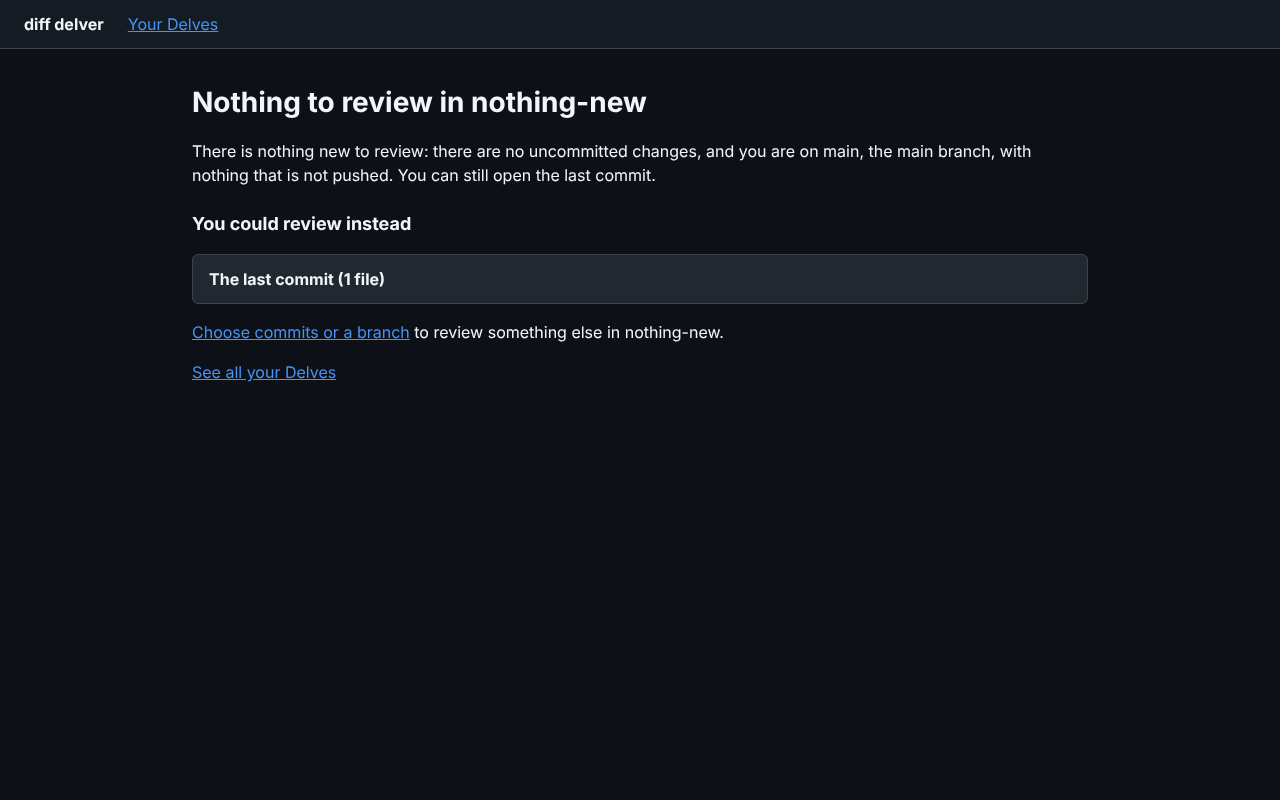 diff delver Your Delves
Nothing to review in nothing-new
There is nothing new to review: there are no uncommitted changes, and you are on main, the main branch, with
nothing that is not pushed. You can still open the last commit.
You could review instead
The last commit (1 file)
Choose commits or a branch to review something else in nothing-new.
See all your Delves